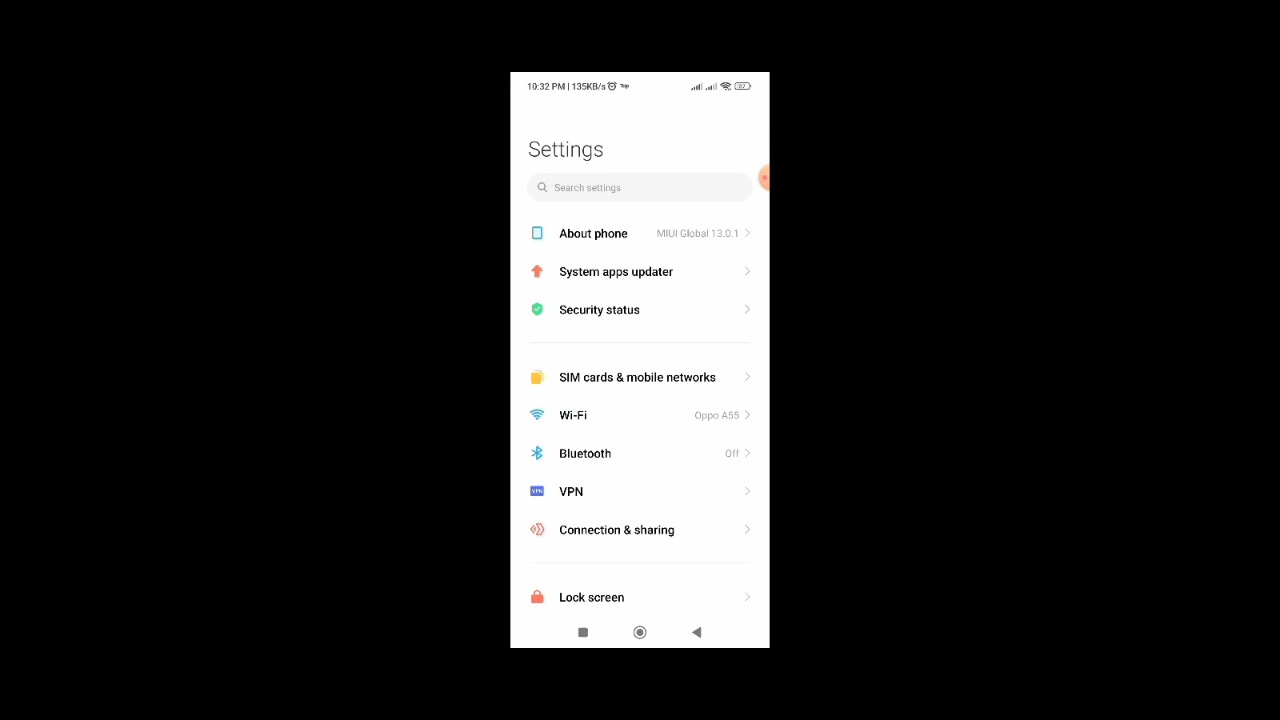 10:32 PM | 135KB/s
Settings
Search settings
About phone MIUI Global 13.0.1
System apps updater
Security status
SIM cards & mobile networks
Wi-Fi Oppo A55
Bluetooth Off
VPN VPN
Connection & sharing
Lock screen